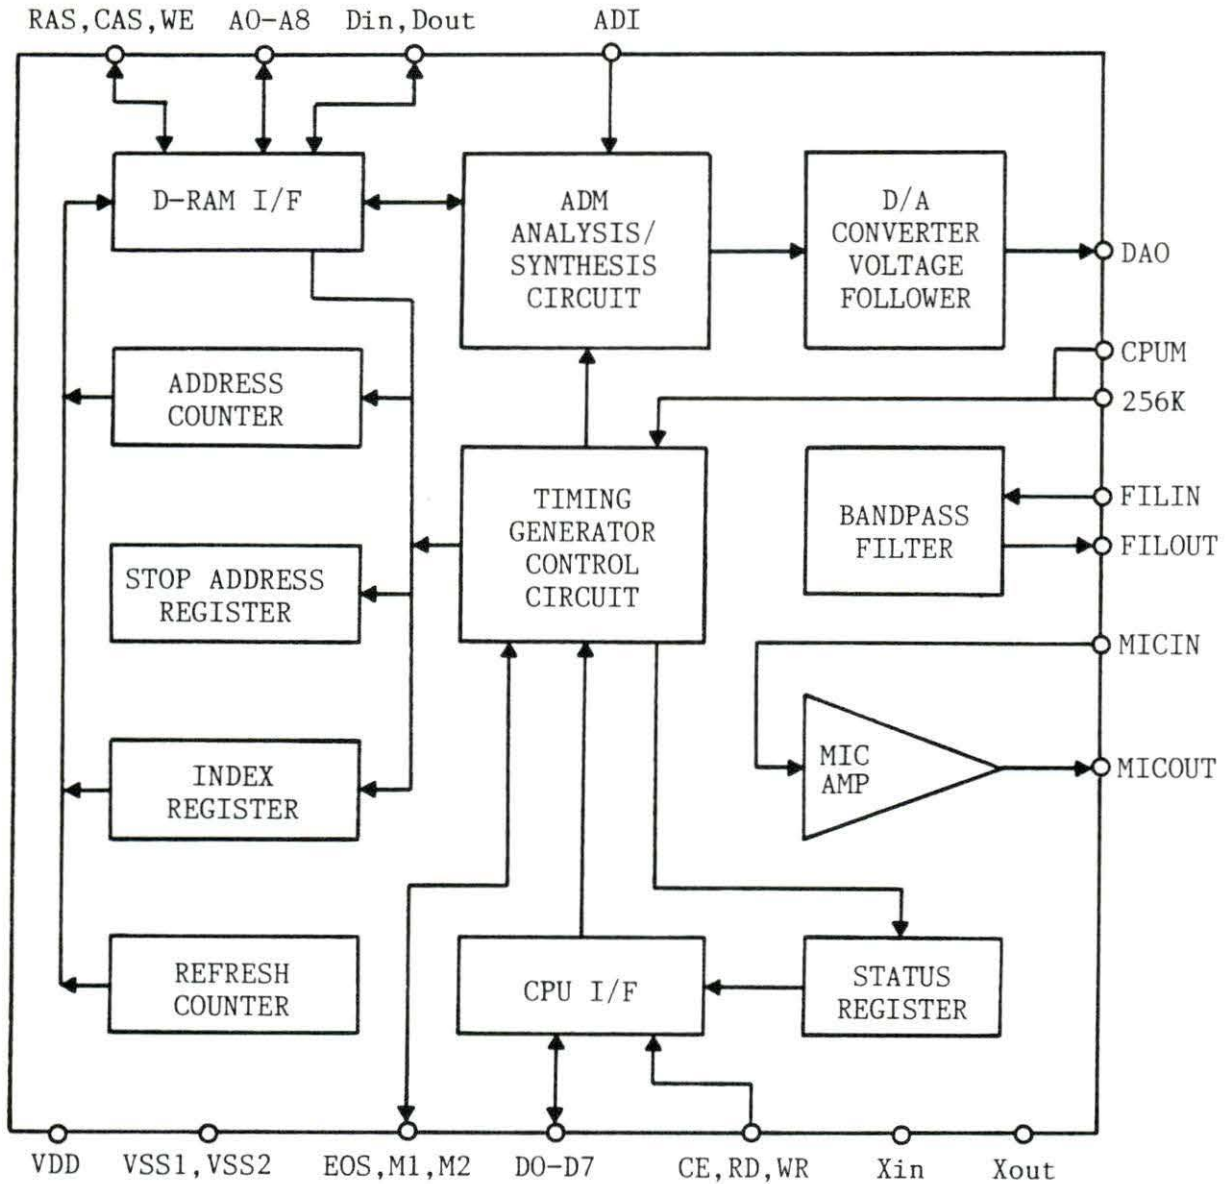 RAS,CAS,WE
A0-A8
Din,Dout
ADI
D-RAM I/F
ADM
ANALYSIS/
SYNTHESIS
CIRCUIT
D/A
CONVERTER
VOLTAGE
FOLLOWER
DAO
CPUM
256K
ADDRESS
COUNTER
TIMING
GENERATOR
CONTROL
CIRCUIT
BANDPASS
FILTER
FILIN
FILOUT
STOP ADDRESS
REGISTER
MICIN
INDEX
REGISTER
MIC
AMP
MICOUT
REFRESH
COUNTER
CPU I/F
STATUS
REGISTER
VDD
VSS1,VSS2
EOS,M1,M2
D0-D7
CE,RD,WR
Xin
Xout